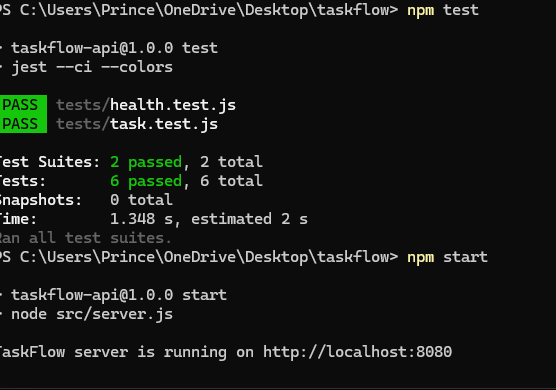 PS C:\Users\Prince\OneDrive\Desktop\taskflow> npm test
> taskflow-api@1.0.0 test
> jest --ci --colors
PASS tests/health.test.js
PASS tests/task.test.js
Test Suites: 2 passed, 2 total
Tests: 6 passed, 6 total
Snapshots: 0 total
Time: 1.348 s, estimated 2 s
Ran all test suites.
PS C:\Users\Prince\OneDrive\Desktop\taskflow> npm start
> taskflow-api@1.0.0 start
> node src/server.js
TaskFlow server is running on http://localhost:8080